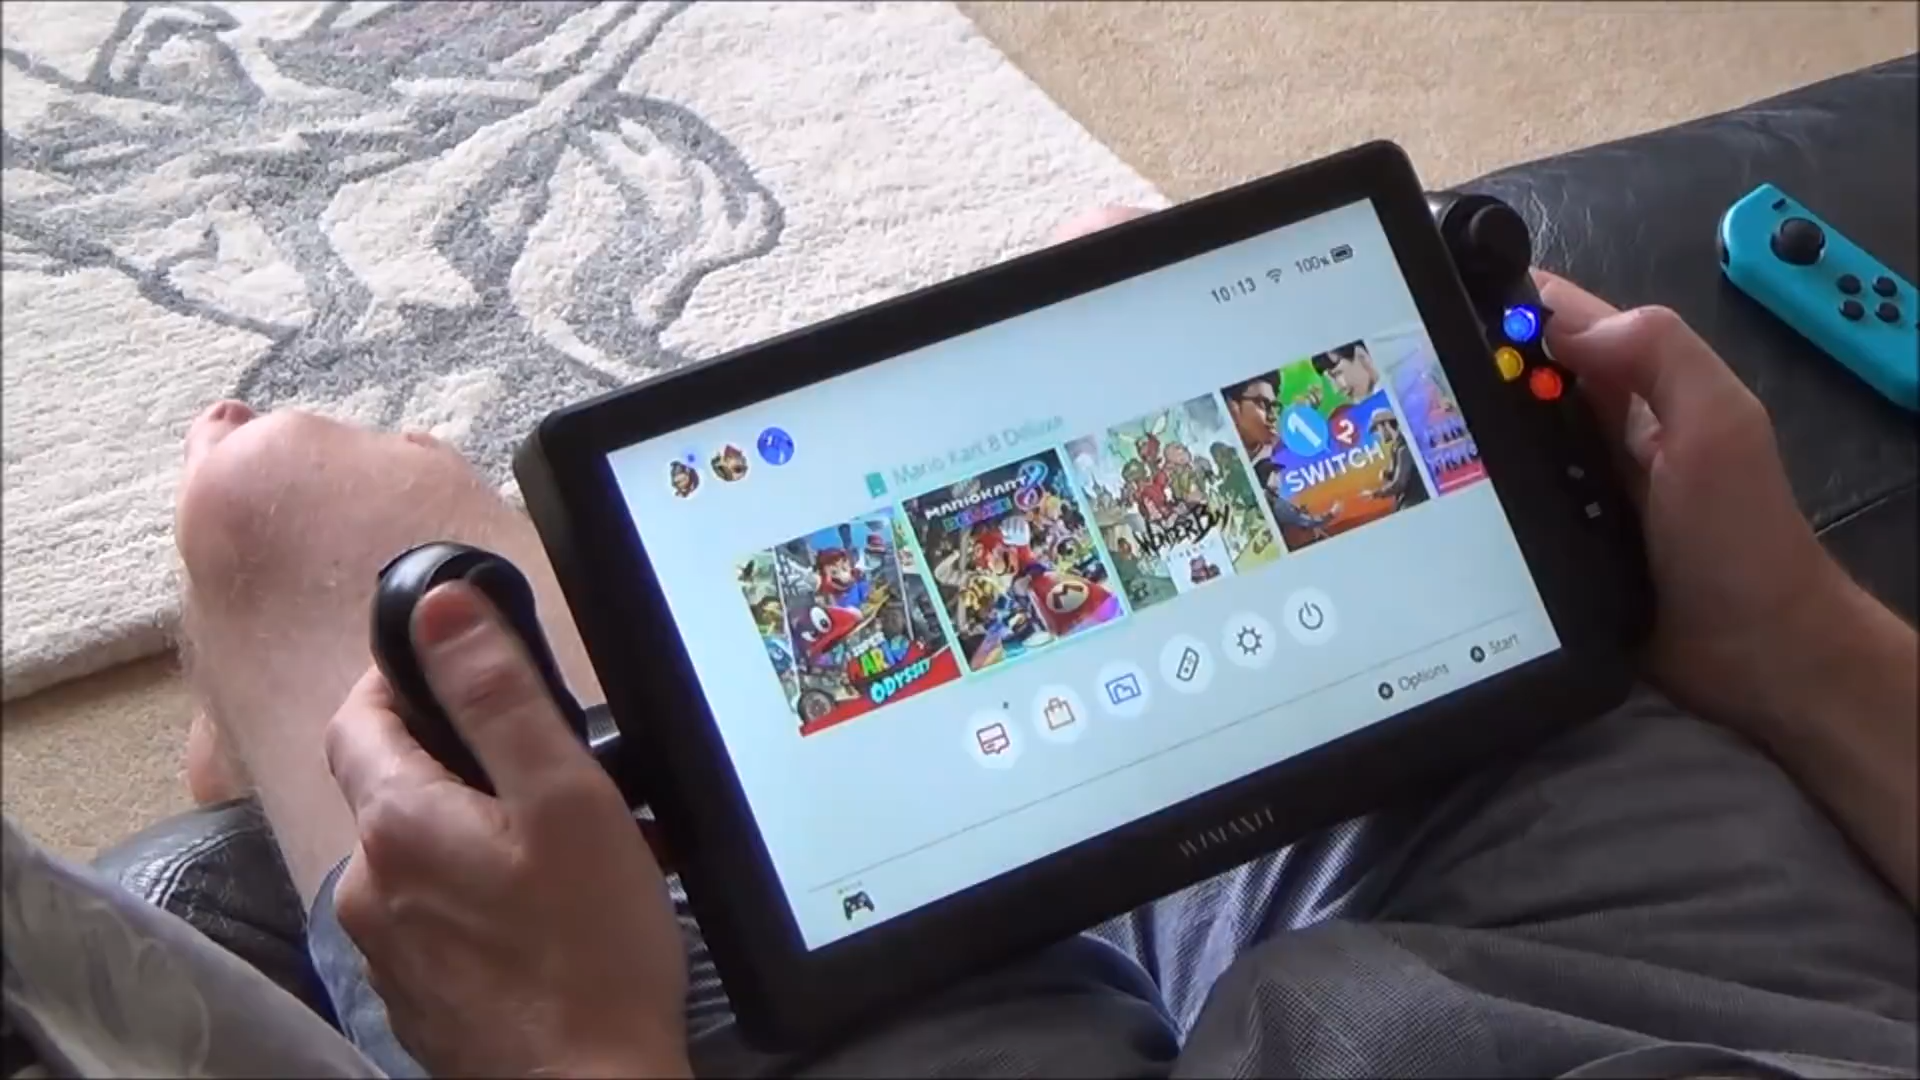 10:13 100%
Mario Kart 8 Deluxe
SUPER MARIO ODYSSEY
MARIOKART 8 DELUXE
WONDER BOY
1 2 SWITCH
Options
Start
WIMAXIT